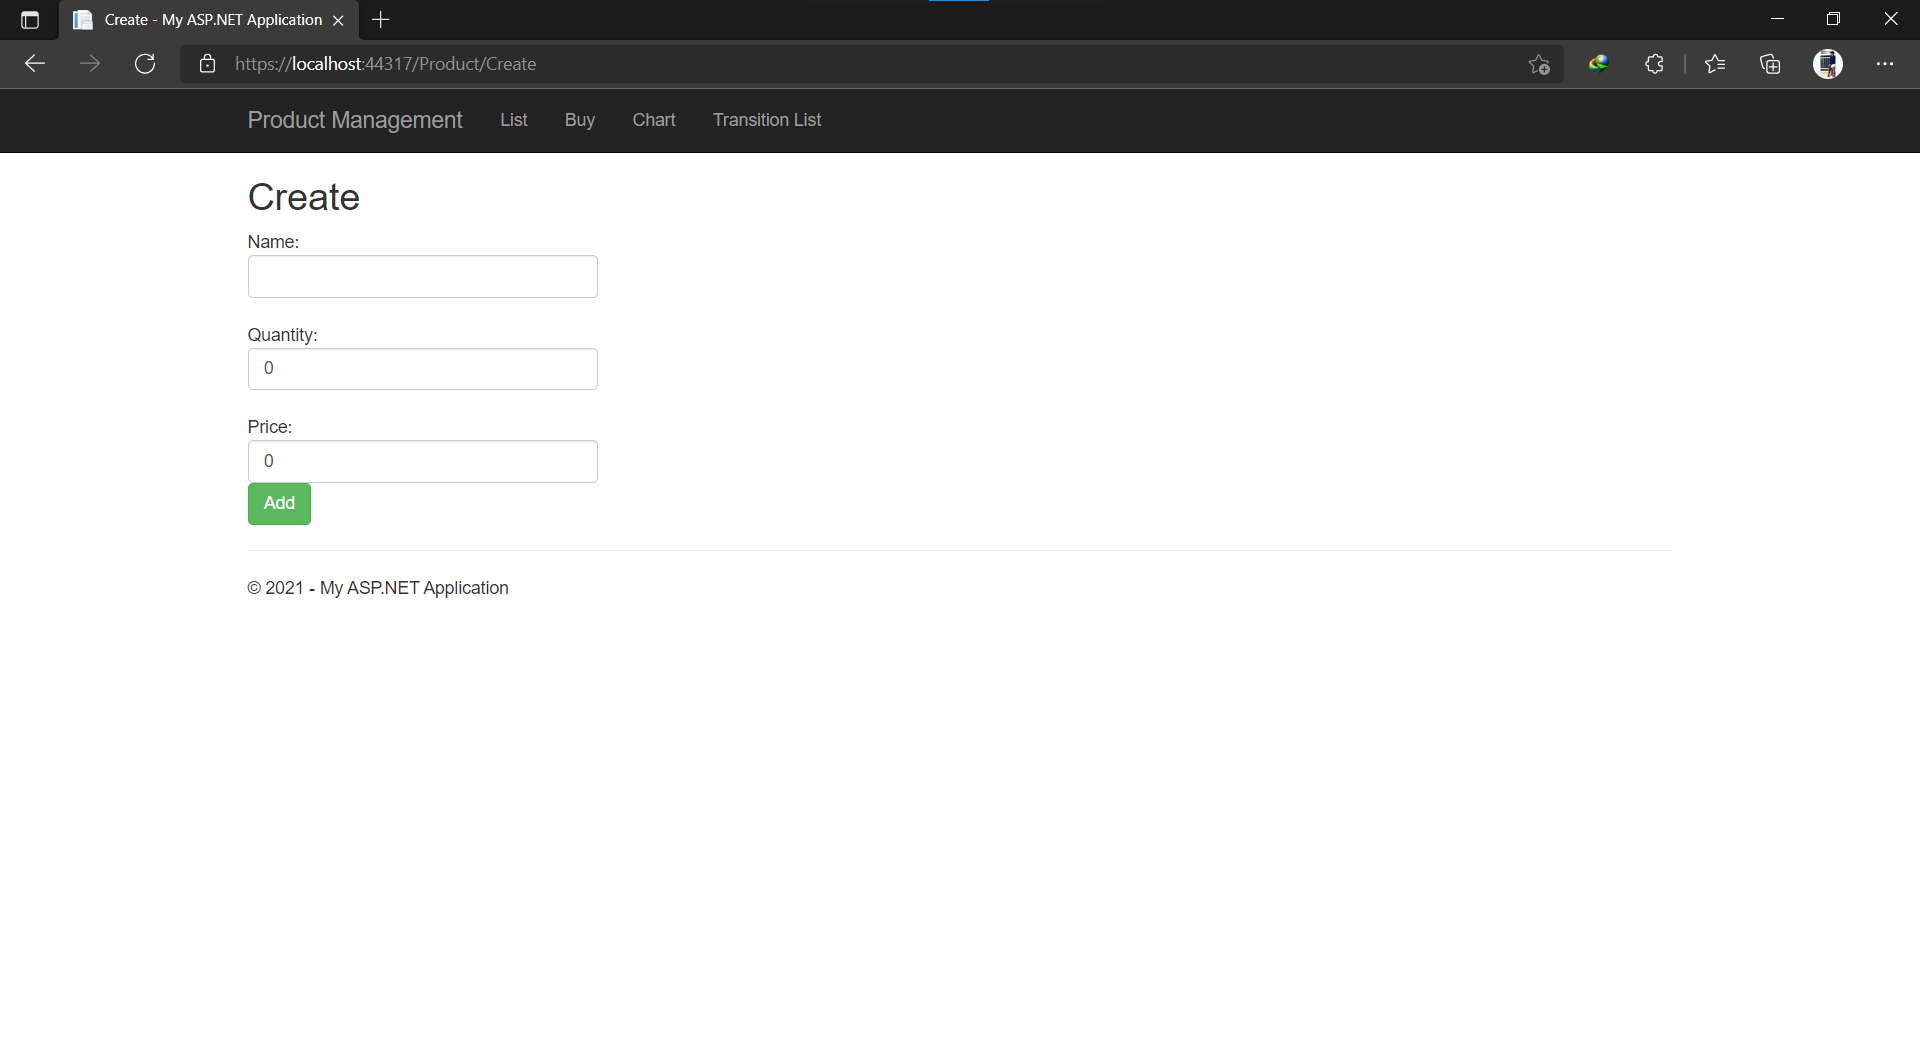 Create - My ASP.NET Application
https://localhost:44317/Product/Create
Product Management List Buy Chart Transition List
Create
Name:
Quantity:
0
Price:
0
Add
© 2021 - My ASP.NET Application